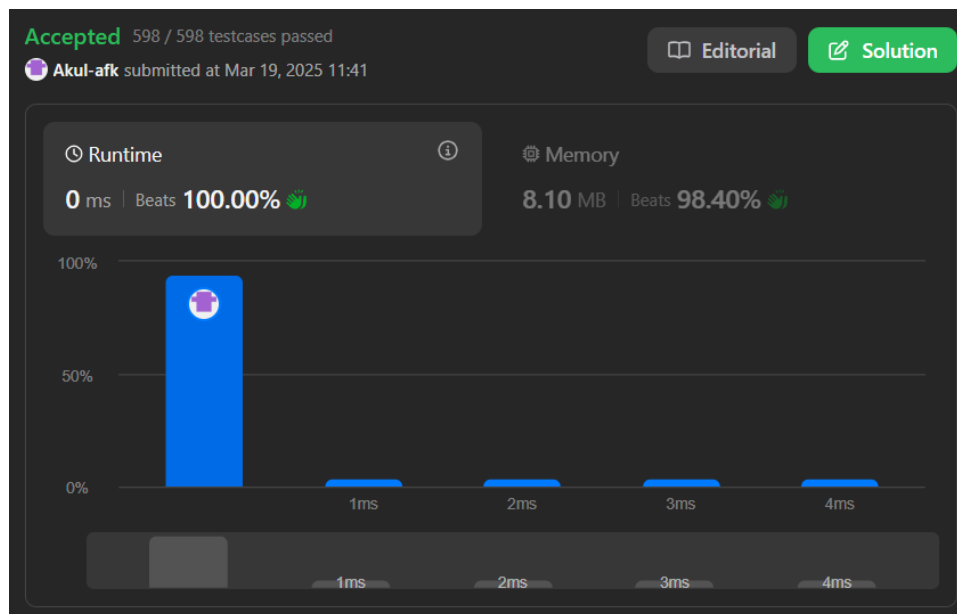 Accepted 598 / 598 testcases passed
Editorial
Solution
Akul-afk submitted at Mar 19, 2025 11:41
Runtime
0 ms Beats 100.00%
Memory
8.10 MB Beats 98.40%
100%
50%
0%
1ms 2ms 3ms 4ms
1ms 2ms 3ms 4ms